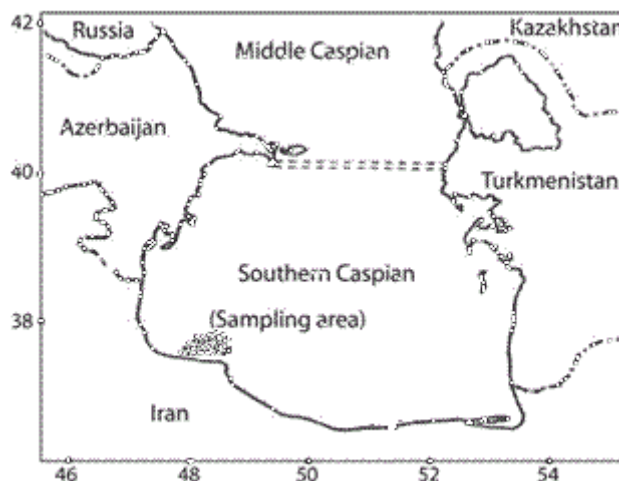 42
Russia
Middle Caspian
Kazakhstan
Azerbaijan
40
Turkmenistan
Southern Caspian
(Sampling area)
38
Iran
46
48
50
52
54